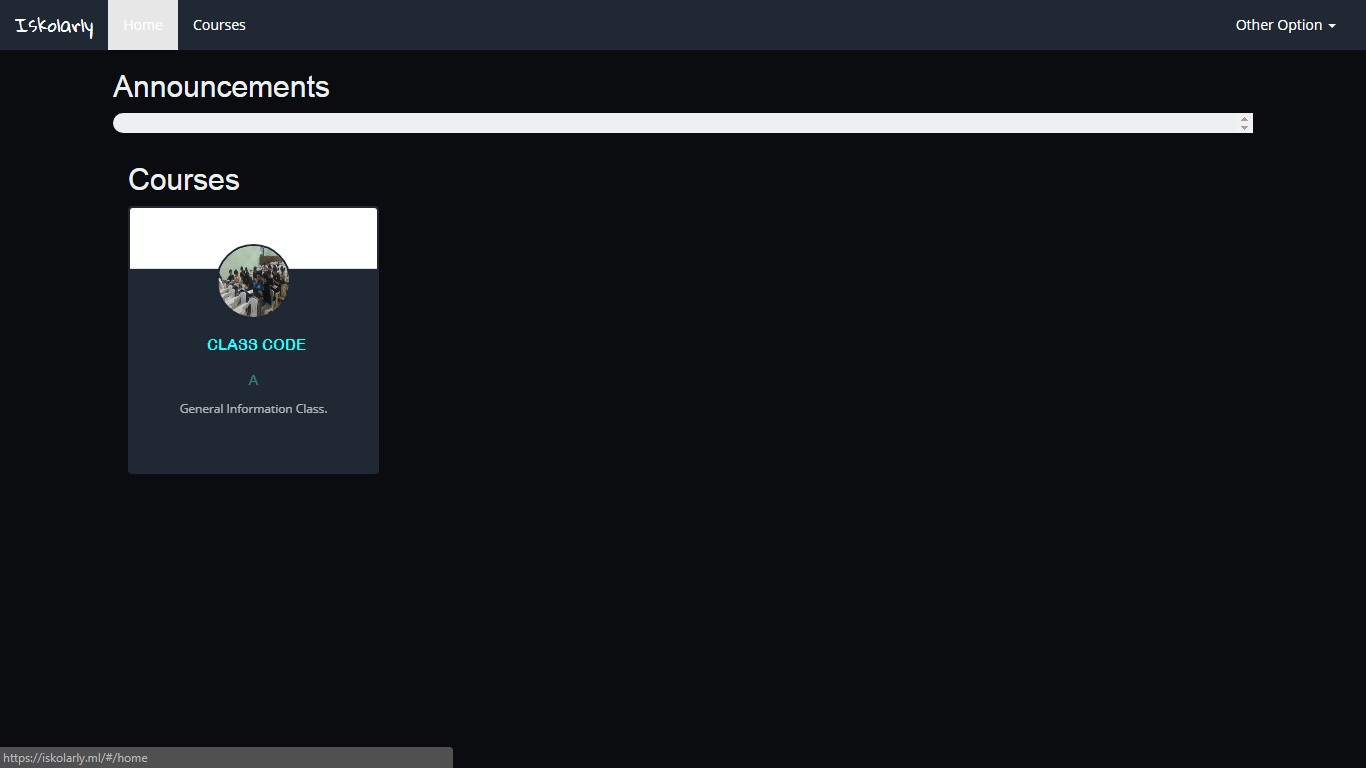 Iskolarly
Home
Courses
Other Option
Announcements
Courses
CLASS CODE
A
General Information Class.
https://iskolarly.ml/#/home